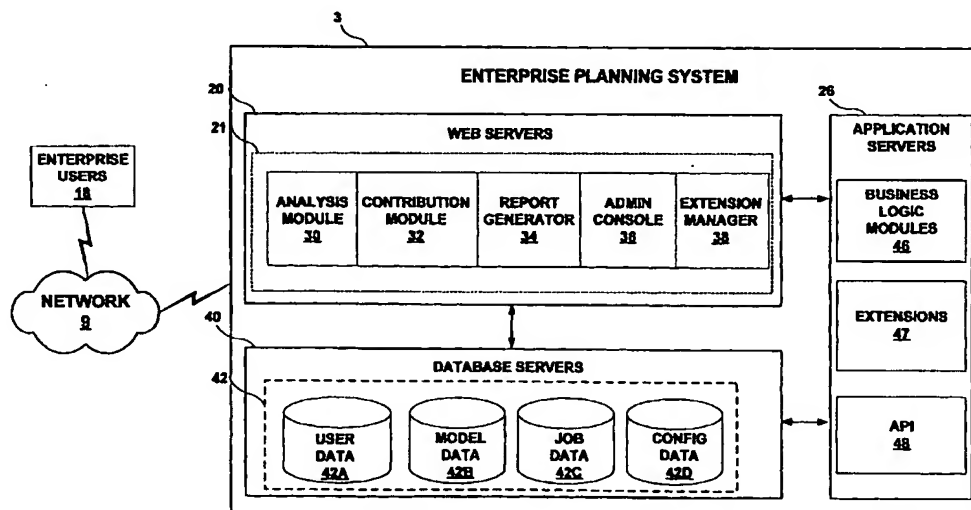 3
ENTERPRISE PLANNING SYSTEM
20
WEB SERVERS
21
ANALYSIS
MODULE
30
CONTRIBUTION
MODULE
32
REPORT
GENERATOR
34
ADMIN
CONSOLE
36
EXTENSION
MANAGER
38
26
APPLICATION
SERVERS
BUSINESS
LOGIC
MODULES
46
EXTENSIONS
47
API
48
ENTERPRISE
USERS
18
NETWORK
9
40
DATABASE SERVERS
42
USER
DATA
42A
MODEL
DATA
42B
JOB
DATA
42C
CONFIG
DATA
42D